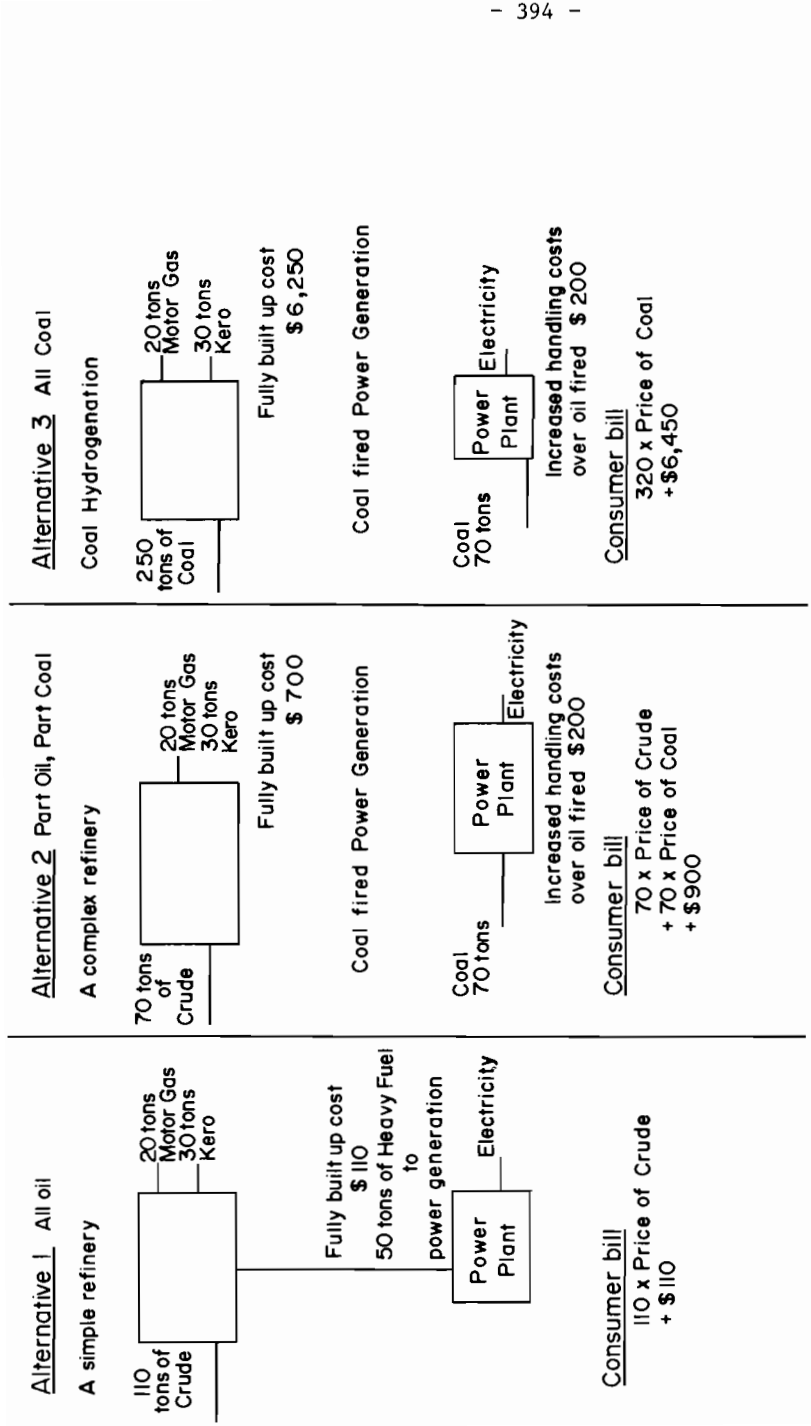 - 394 -
Alternative 1 All oil
A simple refinery
110
tons of
Crude
20 tons
Motor Gas
30 tons
Kero
Fully built up cost
$ 110
50 tons of Heavy Fuel
to
power generation
Power
Plant
Electricity
Consumer bill
110 x Price of Crude
+ $110
Alternative 2 Part Oil, Part Coal
A complex refinery
70 tons
of
Crude
20 tons
Motor Gas
30 tons
Kero
Fully built up cost
$ 700
Coal fired Power Generation
Coal
70 tons
Power
Plant
Electricity
Increased handling costs
over oil fired $200
Consumer bill
70 x Price of Crude
+ 70 x Price of Coal
+ $900
Alternative 3 All Coal
Coal Hydrogenation
250
tons of
Coal
20 tons
Motor Gas
30 tons
Kero
Fully built up cost
$6,250
Coal fired Power Generation
Coal
70 tons
Power
Plant
Electricity
Increased handling costs
over oil fired $ 200
Consumer bill
320 x Price of Coal
+$6,450